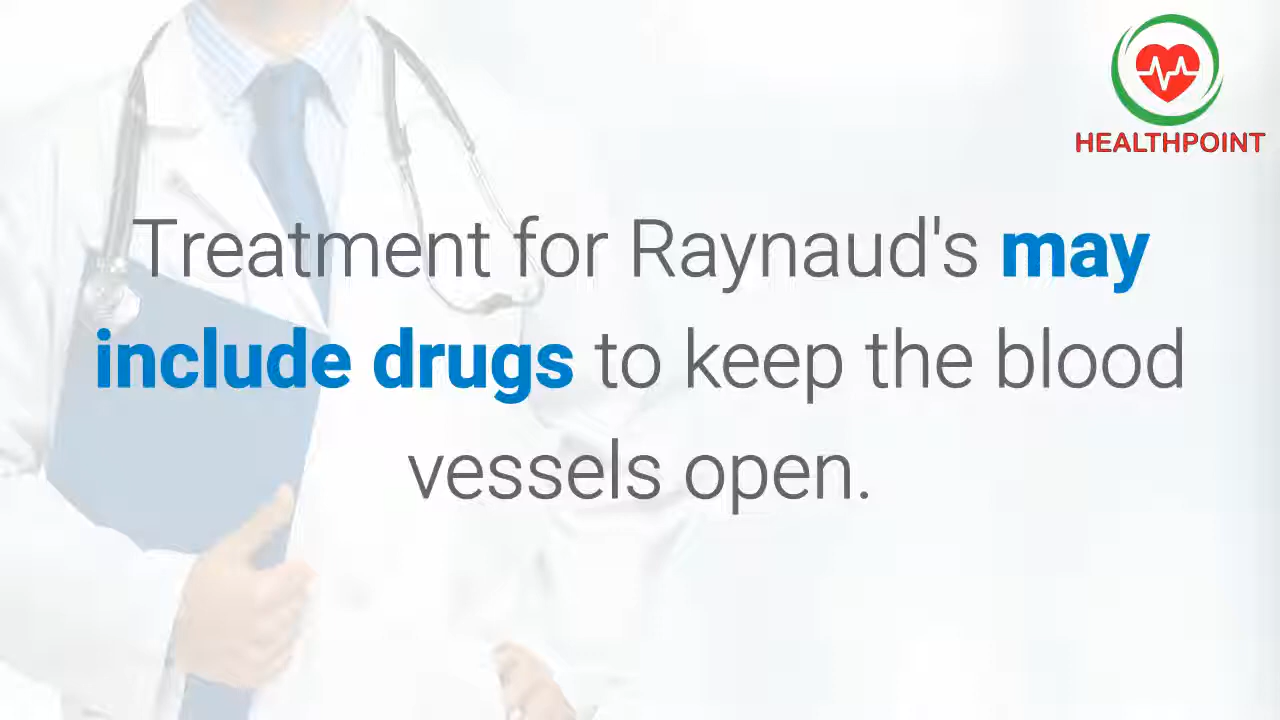 HEALTHPOINT
Treatment for Raynaud's may
include drugs to keep the blood
vessels open.